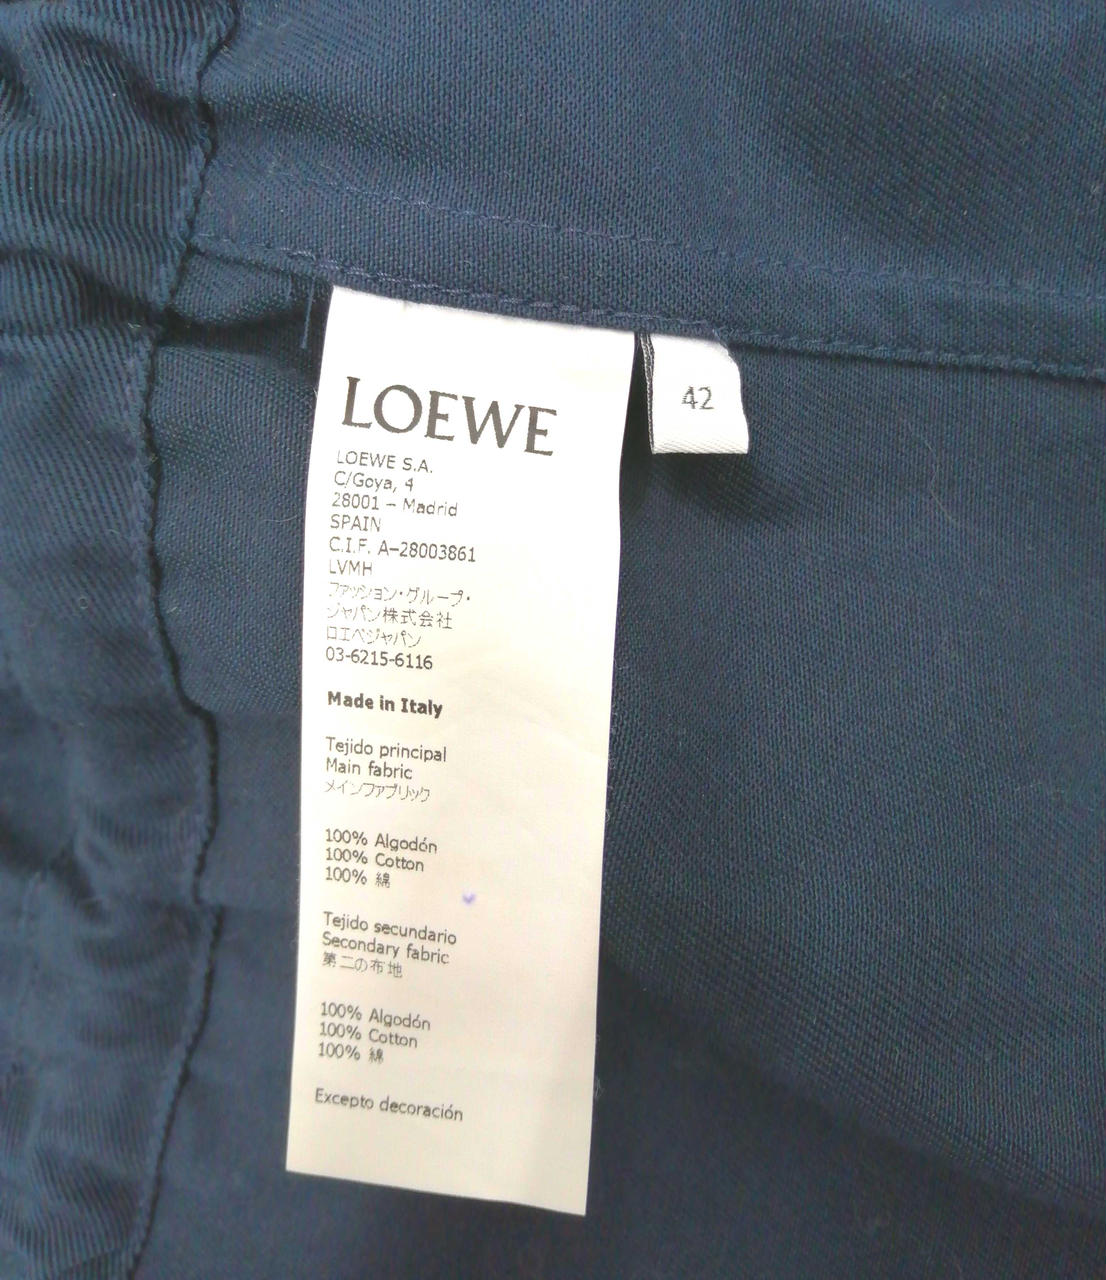 LOEWE
42
LOEWE S.A.
C/Goya, 4
28001 – Madrid
SPAIN
C.I.F. A–28003861
LVMH
ファッション・グループ・
ジャパン株式会社
ロエベジャパン
03-6215-6116
Made in Italy
Tejido principal
Main fabric
メインファブリック
100% Algodón
100% Cotton
100% 綿
Tejido secundario
Secondary fabric
第二の布地
100% Algodón
100% Cotton
100% 綿
Excepto decoración